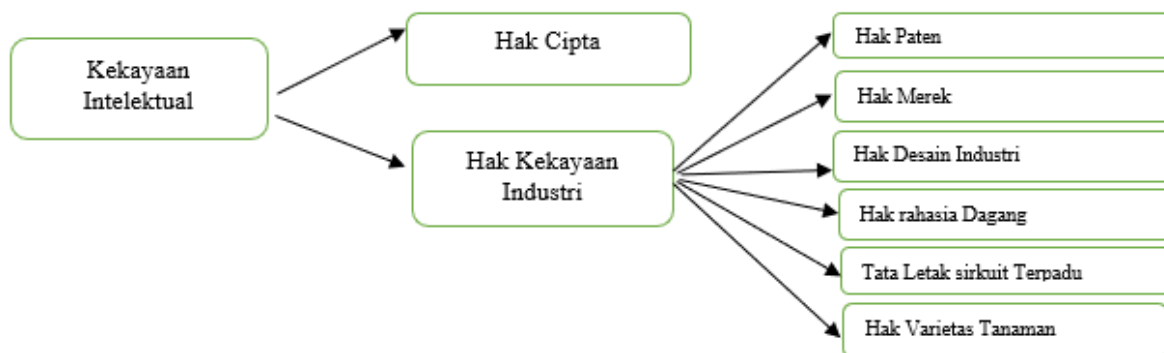 Kekayaan
Intelektual
Hak Cipta
Hak Kekayaan
Industri
Hak Paten
Hak Merek
Hak Desain Industri
Hak rahasia Dagang
Tata Letak sirkuit Terpadu
Hak Varietas Tanaman